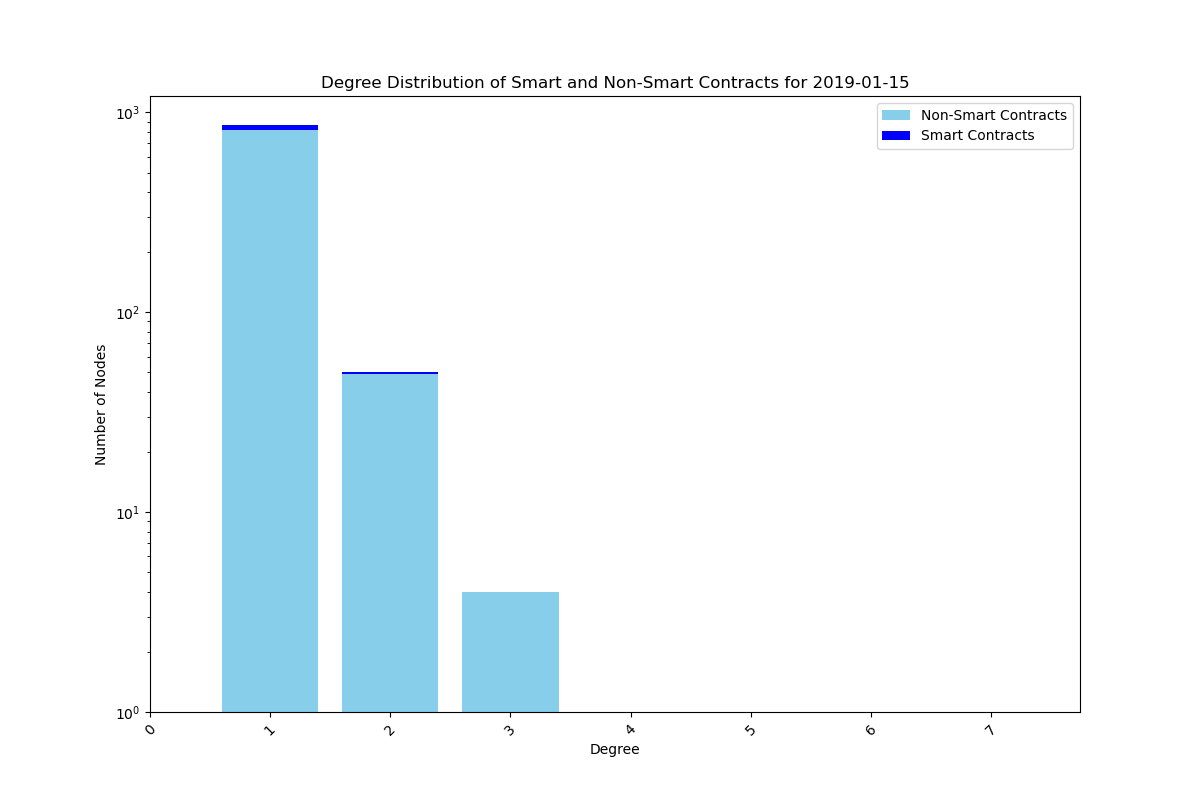 Degree Distribution of Smart and Non-Smart Contracts for 2019-01-15
Non-Smart Contracts
Smart Contracts
Number of Nodes
10³
10²
10¹
10⁰
0 1 2 3 4 5 6 7
Degree